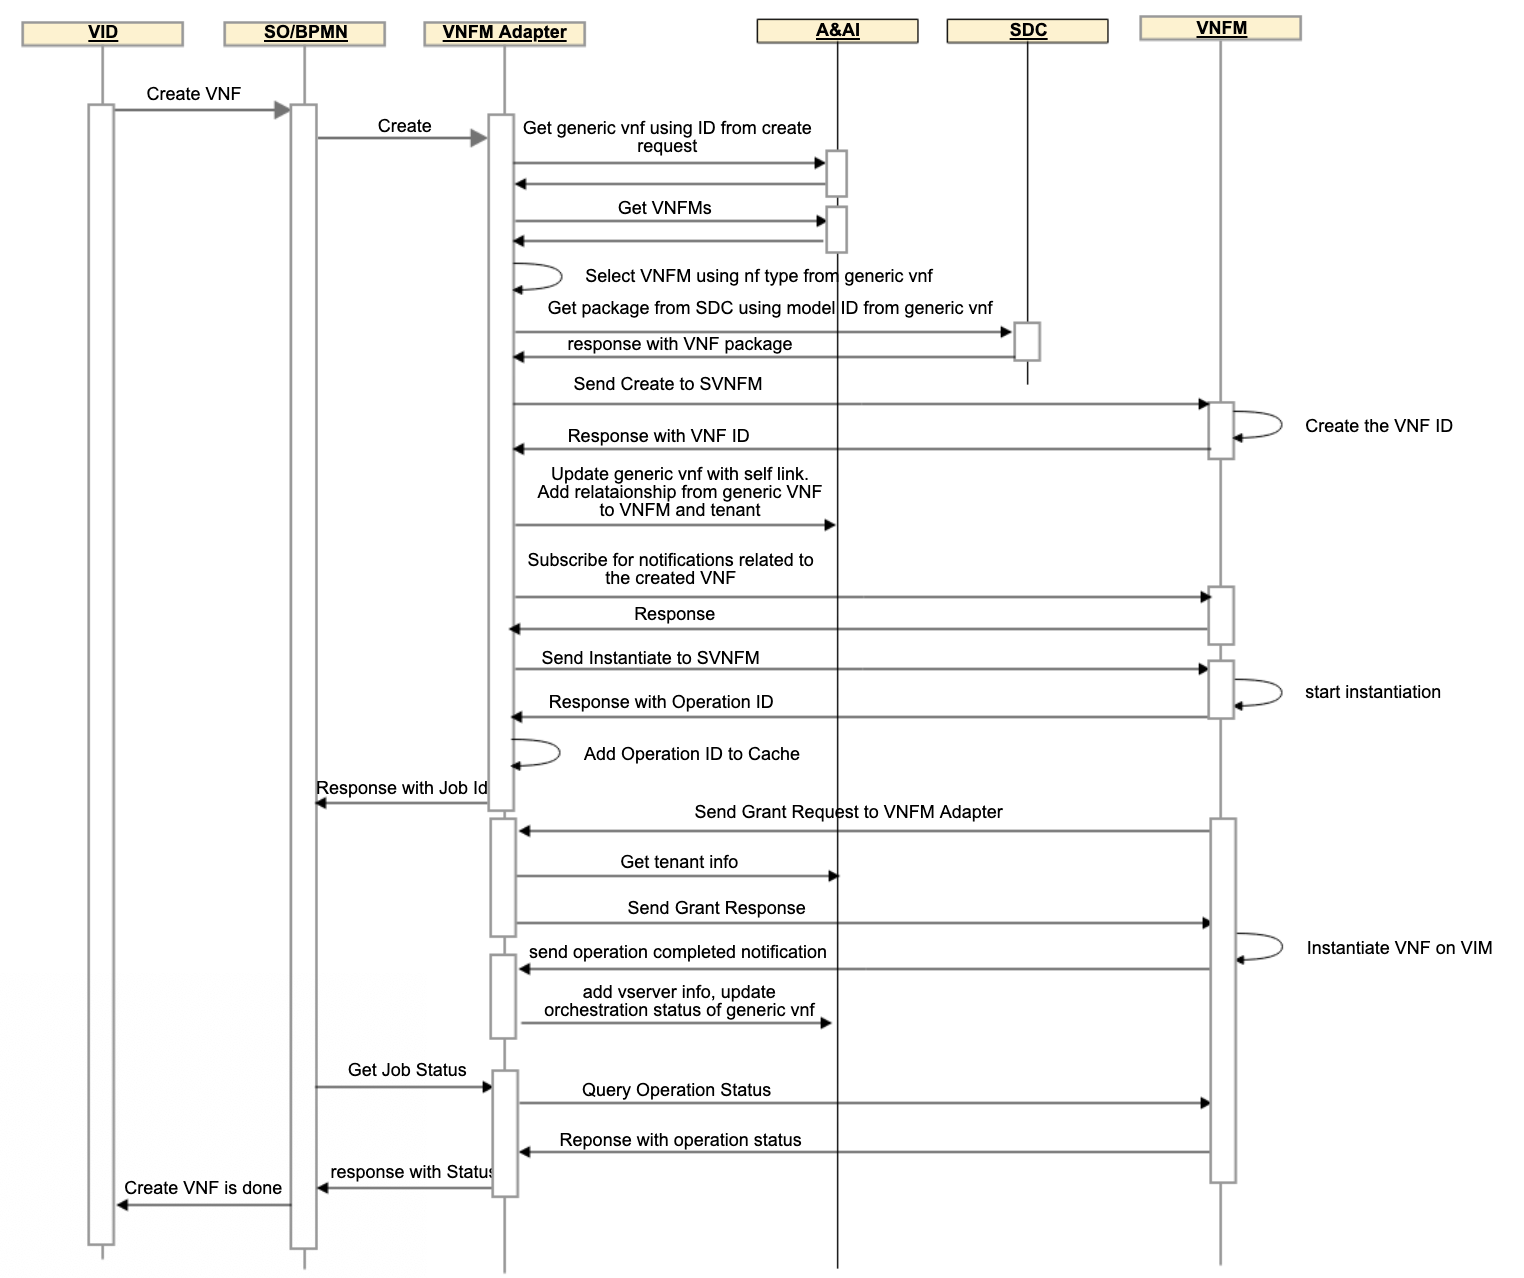 VID
SO/BPMN
VNFM Adapter
A&AI
SDC
VNFM
Create VNF
Create
Get generic vnf using ID from create
request
Get VNFMs
Select VNFM using nf type from generic vnf
Get package from SDC using model ID from generic vnf
response with VNF package
Send Create to SVNFM
Create the VNF ID
Response with VNF ID
Update generic vnf with self link.
Add relataionship from generic VNF
to VNFM and tenant
Subscribe for notifications related to
the created VNF
Response
Send Instantiate to SVNFM
start instantiation
Response with Operation ID
Add Operation ID to Cache
Response with Job Id
Send Grant Request to VNFM Adapter
Get tenant info
Send Grant Response
Instantiate VNF on VIM
send operation completed notification
add vserver info, update
orchestration status of generic vnf
Get Job Status
Query Operation Status
Reponse with operation status
response with Status
Create VNF is done